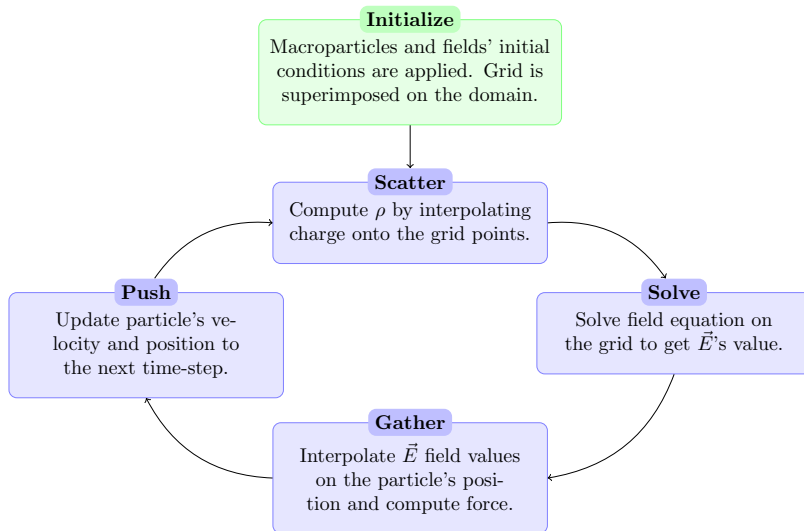 Initialize
Macroparticles and fields' initial
conditions are applied. Grid is
superimposed on the domain.
Scatter
Compute ρ by interpolating
charge onto the grid points.
Push
Update particle's ve-
locity and position to
the next time-step.
Solve
Solve field equation on
the grid to get \vec{E}'s value.
Gather
Interpolate \vec{E} field values
on the particle's posi-
tion and compute force.